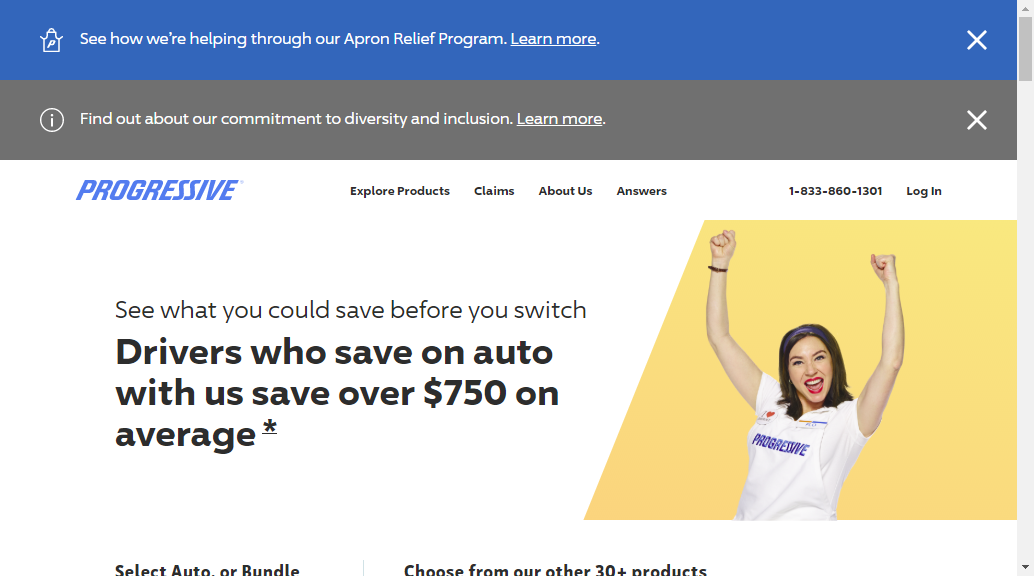 See how we're helping through our Apron Relief Program. Learn more.
Find out about our commitment to diversity and inclusion. Learn more.
PROGRESSIVE Explore Products Claims About Us Answers 1-833-860-1301 Log In
See what you could save before you switch
Drivers who save on auto
with us save over $750 on
average *
PROGRESSIVE
Select Auto, or Bundle
Choose from our other 30+ products